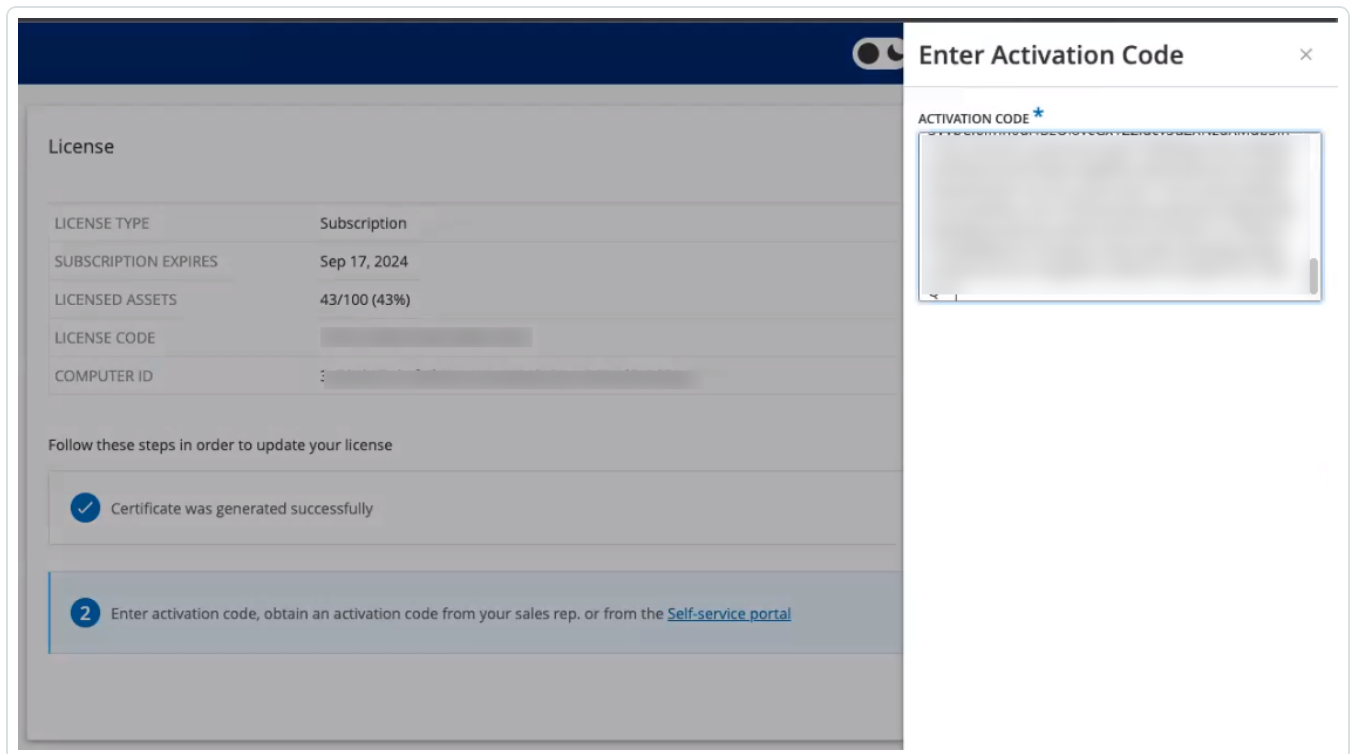 Enter Activation Code
ACTIVATION CODE *
License
LICENSE TYPE Subscription
SUBSCRIPTION EXPIRES Sep 17, 2024
LICENSED ASSETS 43/100 (43%)
LICENSE CODE
COMPUTER ID
Follow these steps in order to update your license
Certificate was generated successfully
2 Enter activation code, obtain an activation code from your sales rep. or from the Self-service portal